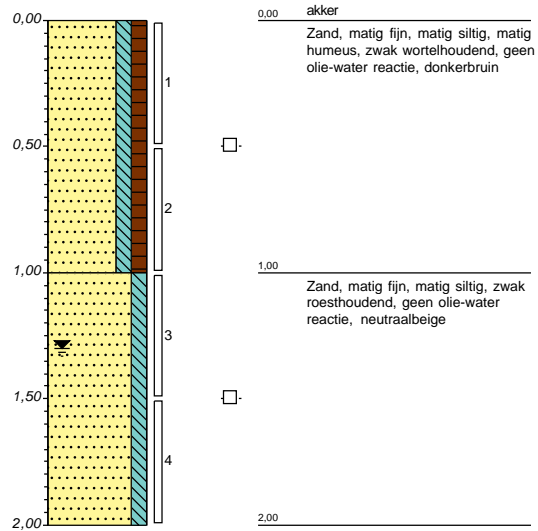 0,00
0,50
1,00
1,50
2,00
1
2
3
4
0,00
akker
Zand, matig fijn, matig siltig, matig
humeus, zwak wortelhoudend, geen
olie-water reactie, donkerbruin
1,00
Zand, matig fijn, matig siltig, zwak
roesthoudend, geen olie-water
reactie, neutraalbeige
2,00